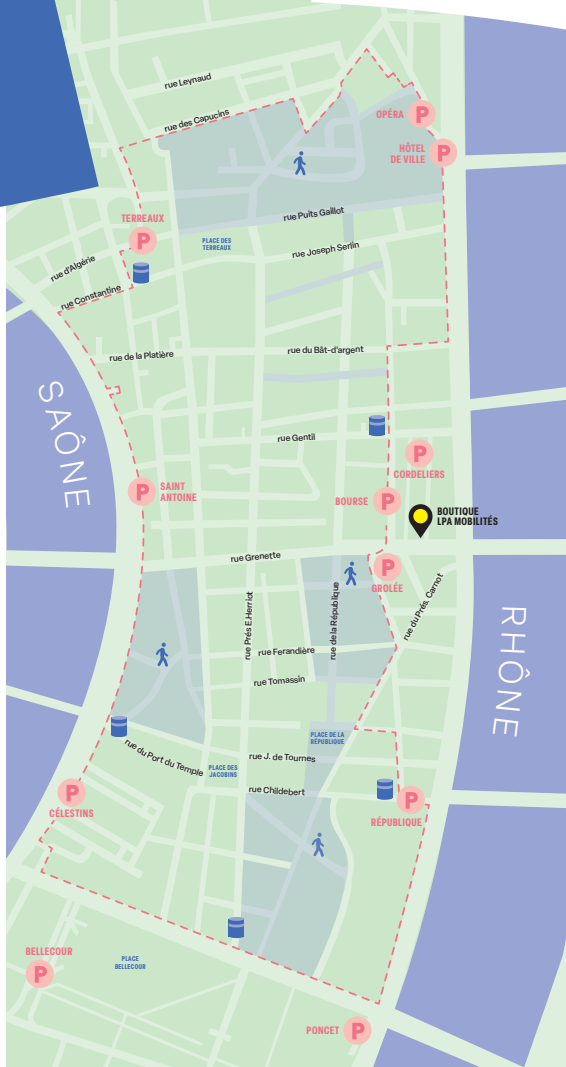 rue Leynaud
OPÉRA
P
rue des Capucins
HÔTEL
DE VILLE
P
TERREAUX
P
rue Puits Gaillot
PLACE DES
TERREAUX
rue Joseph Serlin
rue d'Algérie
rue Constantine
rue de la Platière
rue du Bât-d'argent
SAÔNE
rue Gentil
P
CORDELIERS
P
SAINT
ANTOINE
BOURSE
P
BOUTIQUE
LPA MOBILITÉS
rue Grenette
P
GROLÉE
rue du Prés. Carnot
rue Prés E.Herriot
rue de la République
RHÔNE
rue Ferandière
rue Tomassin
PLACE DE LA
RÉPUBLIQUE
rue du Port du Temple
rue J. de Tournes
PLACE DES
JACOBINS
rue Childebert
P
CÉLESTINS
P
RÉPUBLIQUE
BELLECOUR
P
PLACE
BELLECOUR
PONCET
P